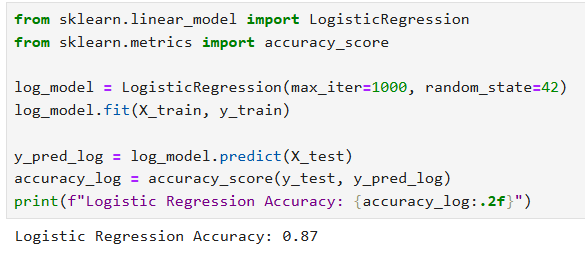 from sklearn.linear_model import LogisticRegression
from sklearn.metrics import accuracy_score
log_model = LogisticRegression(max_iter=1000, random_state=42)
log_model.fit(X_train, y_train)
y_pred_log = log_model.predict(X_test)
accuracy_log = accuracy_score(y_test, y_pred_log)
print(f"Logistic Regression Accuracy: {accuracy_log:.2f}")
Logistic Regression Accuracy: 0.87